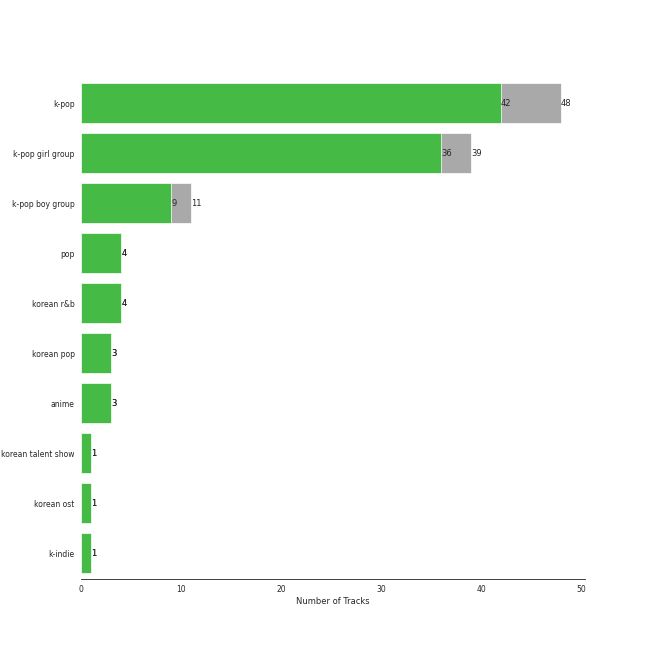 k-pop 42 48
k-pop girl group 36 39
k-pop boy group 9 11
pop 4
korean r&b 4
korean pop 3
anime 3
korean talent show 1
korean ost 1
k-indie 1
0 10 20 30 40 50
Number of Tracks